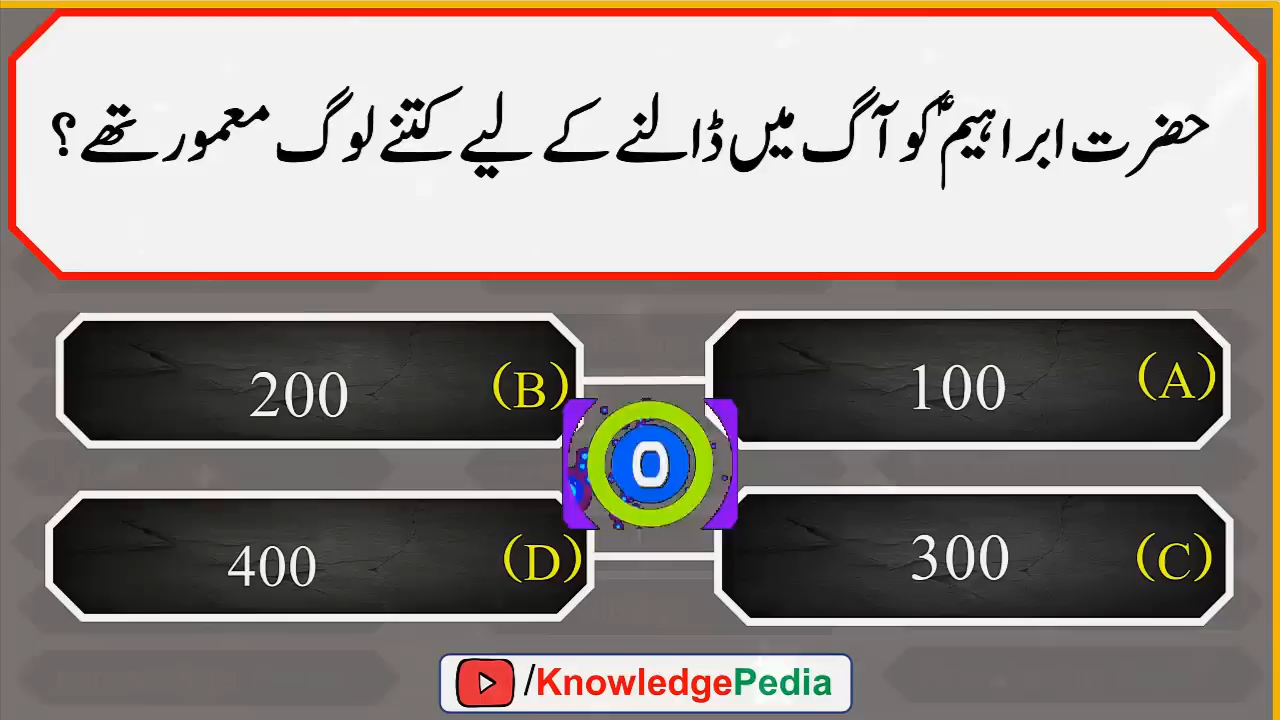 حضرت ابراہیمؑ کو آگ میں ڈالنے کے لیے کتنے لوگ معمور تھے؟
(A) 100
(B) 200
0
(C) 300
(D) 400
/KnowledgePedia